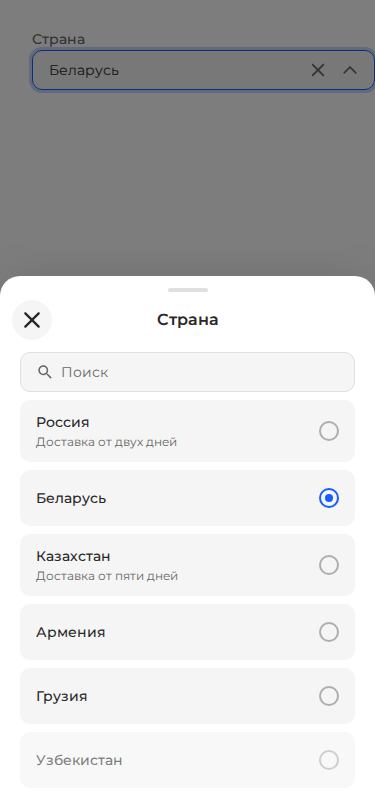 Страна
Беларусь
Страна
Поиск
Россия
Доставка от двух дней
Беларусь
Казахстан
Доставка от пяти дней
Армения
Грузия
Узбекистан